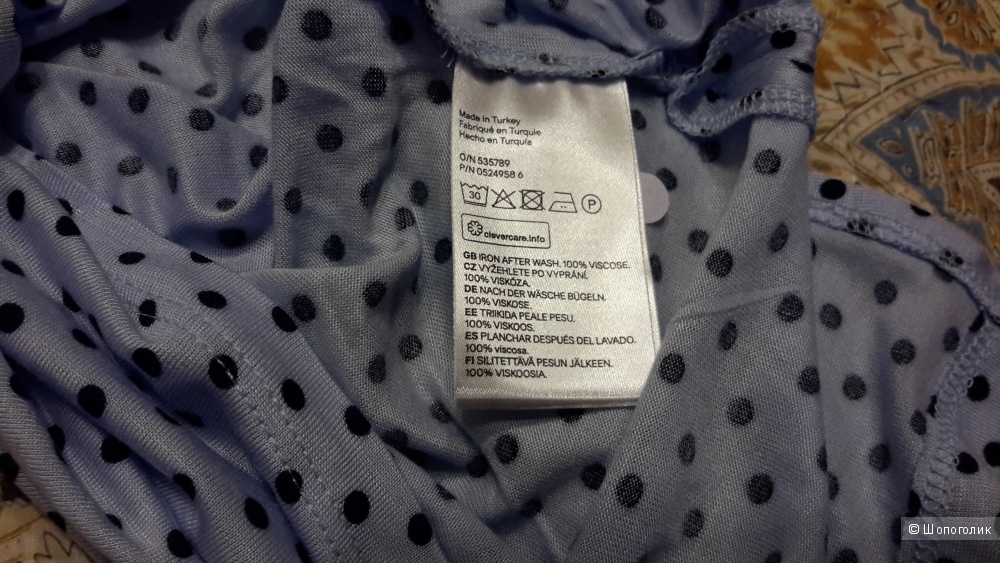 Made in Turkey
Fabriqué en Turquie
Hecho en Turquía
O/N 535789
P/N 0524958 6
30 P
clevercare.info
GB IRON AFTER WASH. 100% VISCOSE.
CZ VYŽEHLETE PO VYPRÁNÍ.
100% VISKÓZA.
DE NACH DER WÄSCHE BÜGELN.
100% VISKOSE.
EE TRIIKIDA PEALE PESU.
100% VISKOOS.
ES PLANCHAR DESPUÉS DEL LAVADO.
100% viscosa.
FI SILITETTÄVÄ PESUN JÄLKEEN.
100% VISKOOSIA.
© Шопоголик